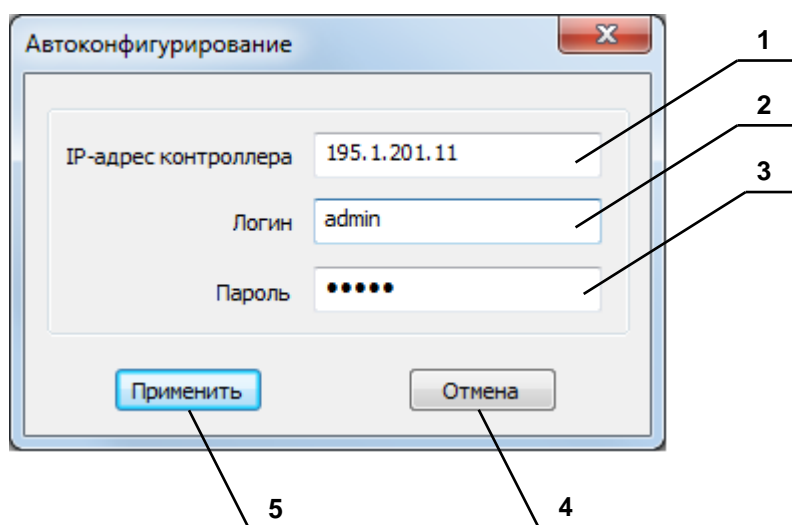 Автоконфигурирование
1
2
IP-адрес контроллера 195.1.201.11
3
Логин admin
Пароль •••••
Применить Отмена
5 4